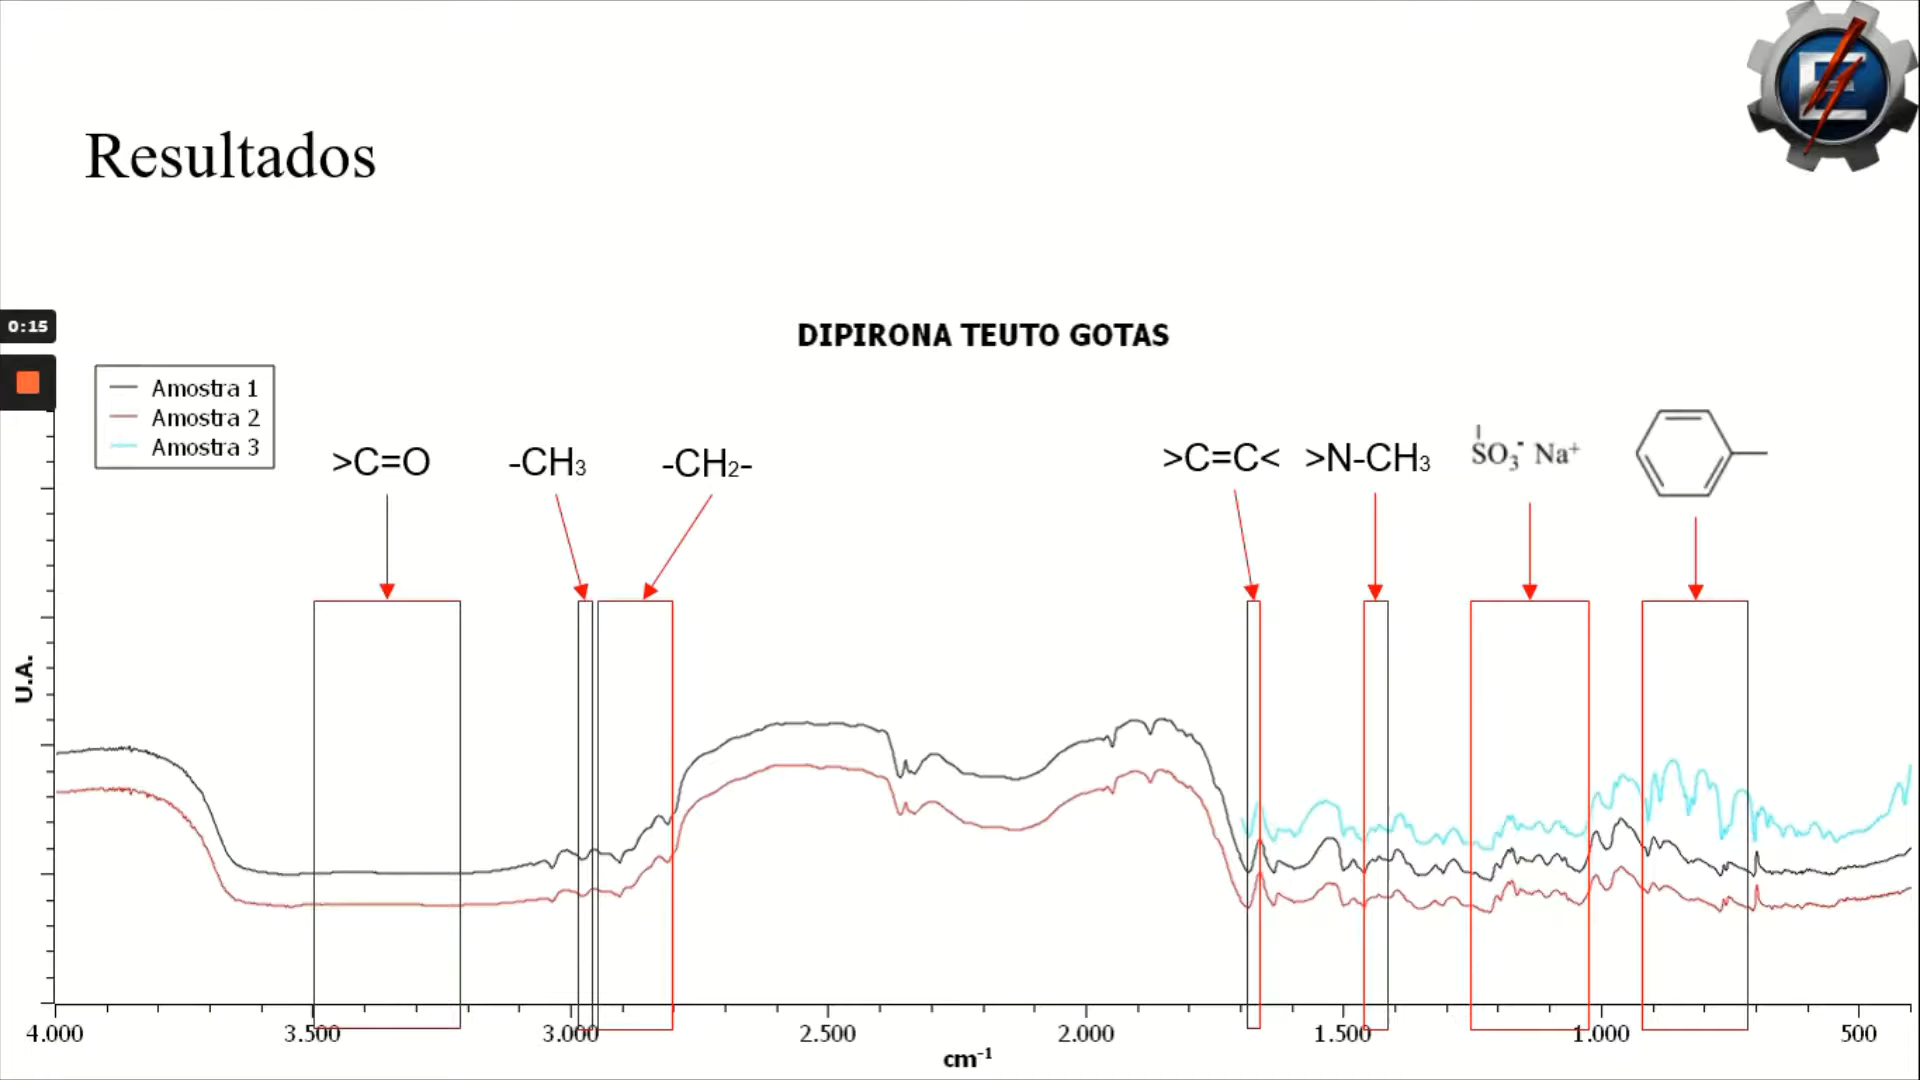 Resultados
0:15
DIPIRONA TEUTO GOTAS
Amostra 1
Amostra 2
Amostra 3
>C=O
-CH₃
-CH₂-
>C=C<
>N-CH₃
SO₃⁻ Na⁺
U.A.
4.000 3.500 3.000 2.500 2.000 1.500 1.000 500
cm⁻¹